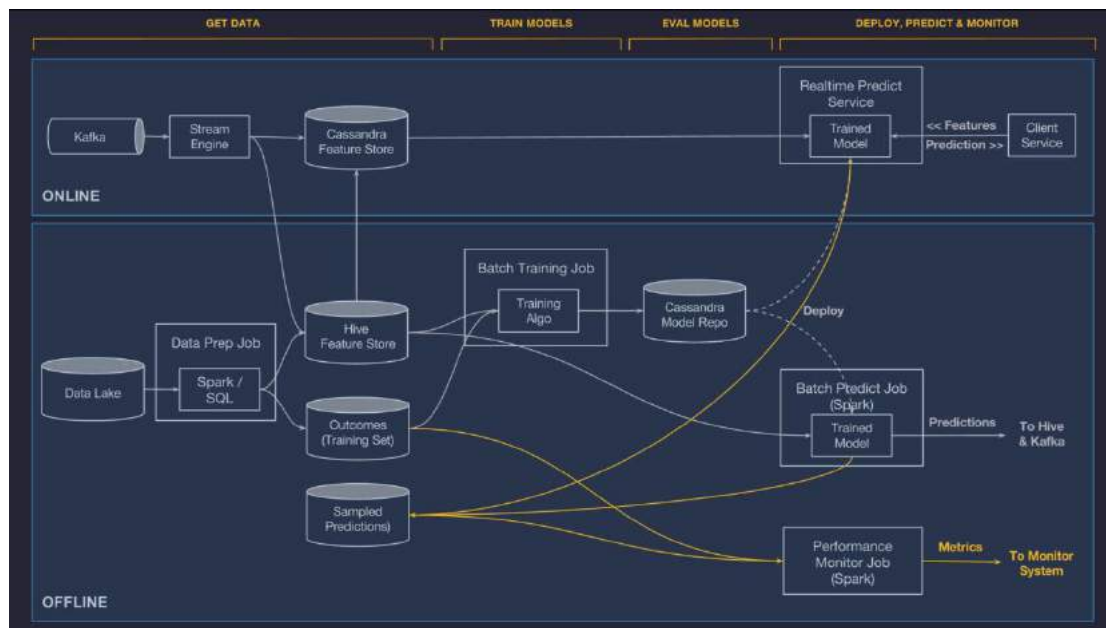 GET DATA
TRAIN MODELS
EVAL MODELS
DEPLOY, PREDICT & MONITOR
Kafka
Stream
Engine
Cassandra
Feature Store
Realtime Predict
Service
Trained
Model
<< Features
Prediction >>
Client
Service
ONLINE
Batch Training Job
Training
Algo
Cassandra
Model Repo
Deploy
Hive
Feature Store
Data Prep Job
Spark /
SQL
Data Lake
Outcomes
(Training Set)
Batch Predict Job
(Spark)
Trained
Model
Predictions
To Hive
& Kafka
Sampled
Predictions)
Performance
Monitor Job
(Spark)
Metrics
To Monitor
System
OFFLINE